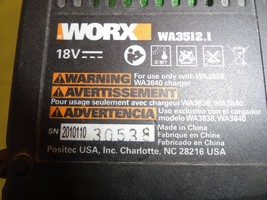 WORX WA3512.1
18V
WARNING For use only with WA3838,
WA3840 charger
AVERTISSEMENT
Pour usage seulement avec chargeur WA3838, WA3840.
ADVERTENCIA Uso exclusivo con el cargador
modelo WA3838, WA3840
SN 2010110 30538
Made in China
Fabriqué en Chine
Fabricado en China
Positec USA, Inc. Charlotte, NC 28216 USA